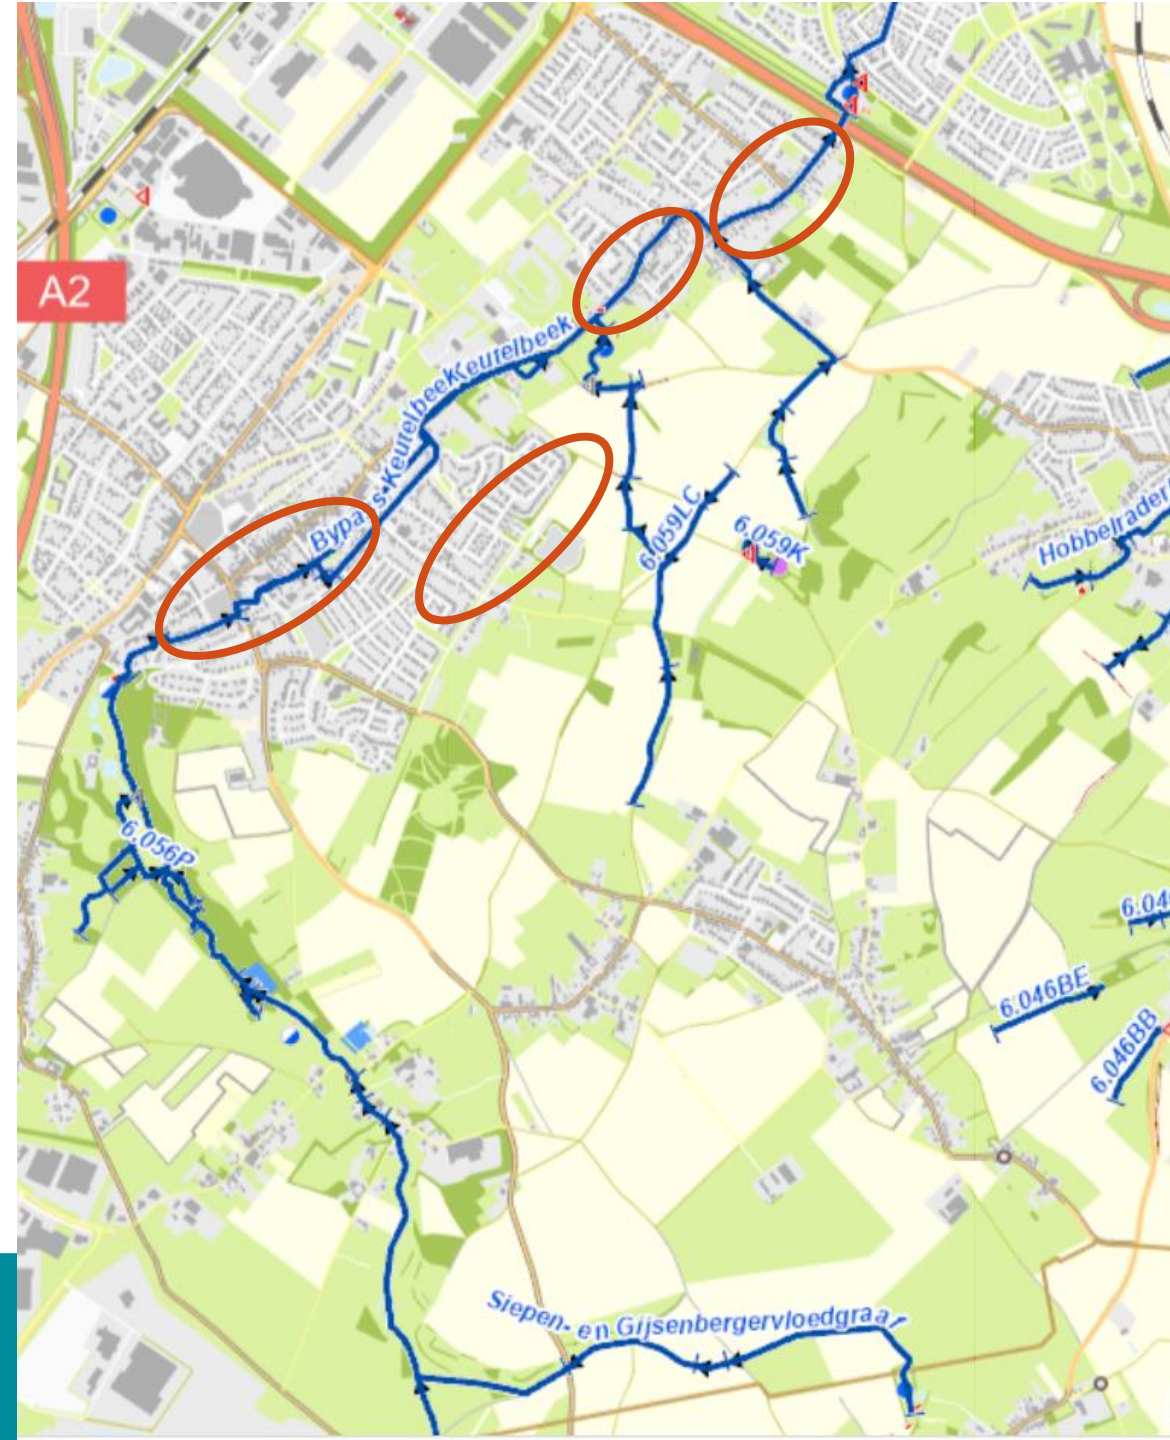 A2
Keutelbeek
Bypass-Keutelbeek
6.059LC
6.059K
Hobbelrader
6.056P
6.04
6.046BE
6.046BB
Siepen- en Gijsenbergervloedgraaf